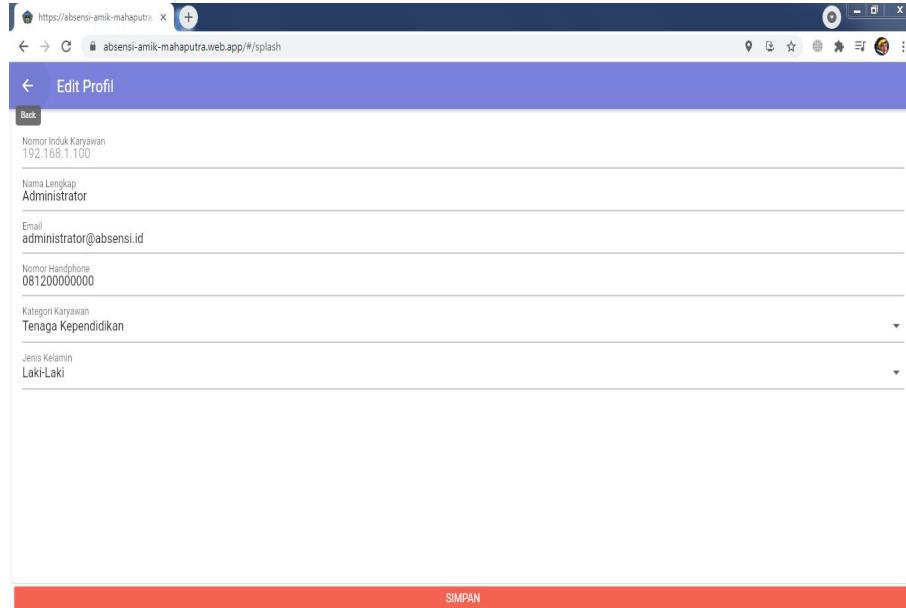 https://absensi-amik-mahaputra
absensi-amik-mahaputra.web.app/#/splash
Edit Profil
Back
Nomor Induk Karyawan
192.168.1.100
Nama Lengkap
Administrator
Email
administrator@absensi.id
Nomor Handphone
081200000000
Kategori Karyawan
Tenaga Kependidikan
Jenis Kelamin
Laki-Laki
SIMPAN